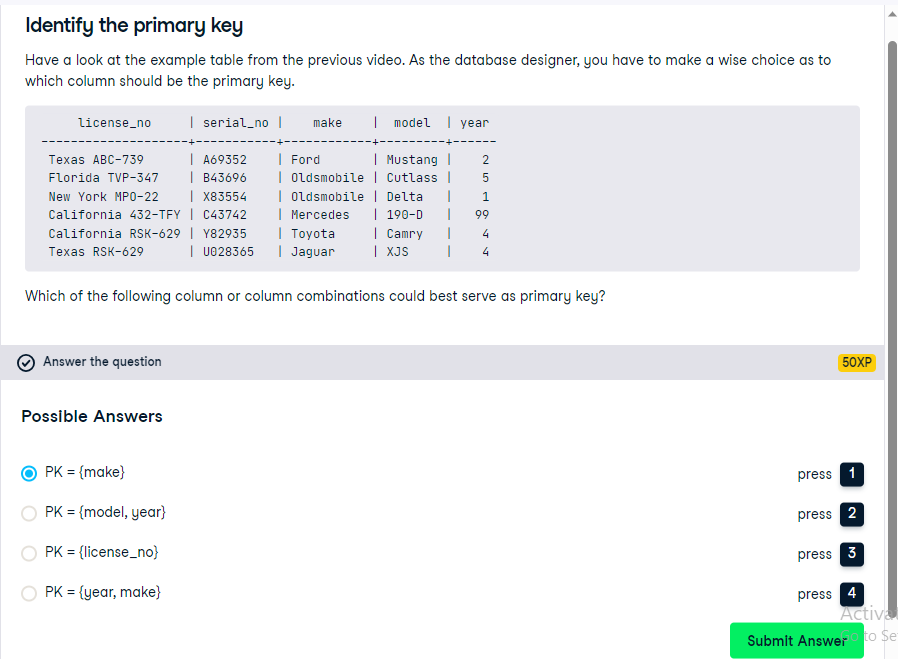 Identify the primary key
Have a look at the example table from the previous video. As the database designer, you have to make a wise choice as to
which column should be the primary key.
license_no | serial_no | make | model | year
--------------------+-----------+------------+---------+------
Texas ABC-739 | A69352 | Ford | Mustang | 2
Florida TVP-347 | B43696 | Oldsmobile | Cutlass | 5
New York MPO-22 | X83554 | Oldsmobile | Delta | 1
California 432-TFY | C43742 | Mercedes | 190-D | 99
California RSK-629 | Y82935 | Toyota | Camry | 4
Texas RSK-629 | U028365 | Jaguar | XJS | 4
Which of the following column or column combinations could best serve as primary key?
Answer the question 50XP
Possible Answers
PK = {make} press 1
PK = {model, year} press 2
PK = {license_no} press 3
PK = {year, make} press 4
Activa
Submit Answer to Se